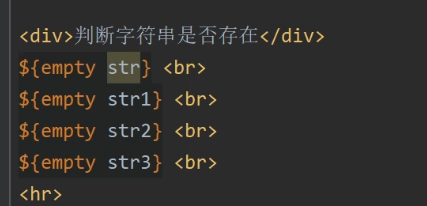 <div>判断字符串是否存在</div>
${empty str} <br>
${empty str1} <br>
${empty str2} <br>
${empty str3} <br>
<hr>